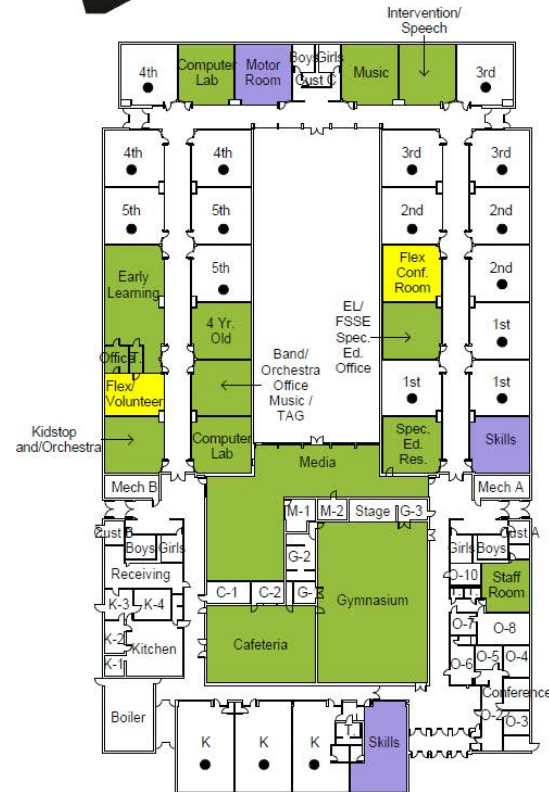 Intervention/
Speech
4th
Computer
Lab
Motor
Room
Boys
Girls
Cust C
Music
3rd
4th
4th
3rd
3rd
5th
5th
2nd
2nd
Early
Learning
5th
Flex
Conf.
Room
2nd
Office
T.
4 Yr.
Old
EL/
FSSE
Spec.
Ed.
Office
1st
Flex/
Volunteer
Band/
Orchestra
Office
Music /
TAG
1st
1st
Kidstop
and/Orchestra
Computer
Lab
Spec.
Ed.
Res.
Skills
Media
Mech B
Mech A
M-1
M-2
Stage
G-3
Cust B
Cust A
Boys
Girls
G-2
Girls
Boys
Receiving
O-10
Staff
Room
C-1
C-2
G-
Gymnasium
K-3
K-4
O-7
O-8
K-2
Kitchen
Cafeteria
O-6
O-5
O-4
K-1
Conference
Boiler
O-2
O-3
K
K
K
T.
Skills